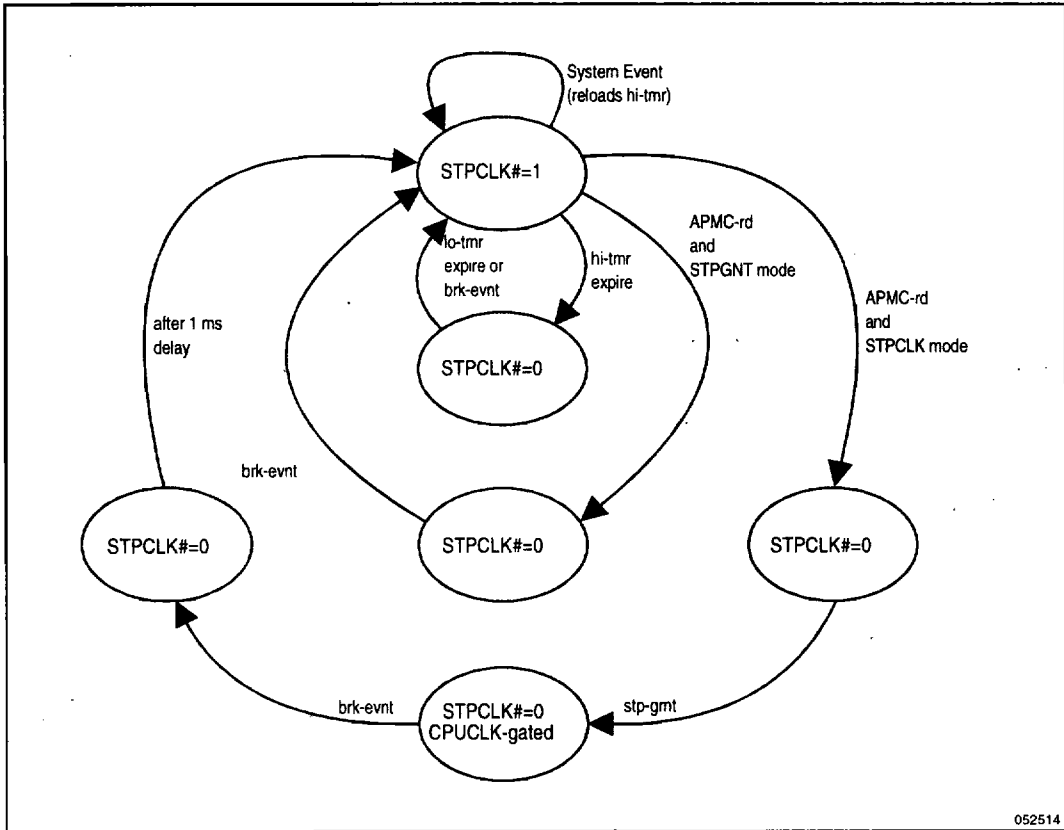 System Event
(reloads hi-tmr)
STPCLK#=1
lo-tmr
expire or
brk-evnt
hi-tmr
expire
APMC-rd
and
STPGNT mode
APMC-rd
and
STPCLK mode
after 1 ms
delay
STPCLK#=0
brk-evnt
STPCLK#=0
STPCLK#=0
STPCLK#=0
brk-evnt
STPCLK#=0
CPUCLK-gated
stp-grnt
052514